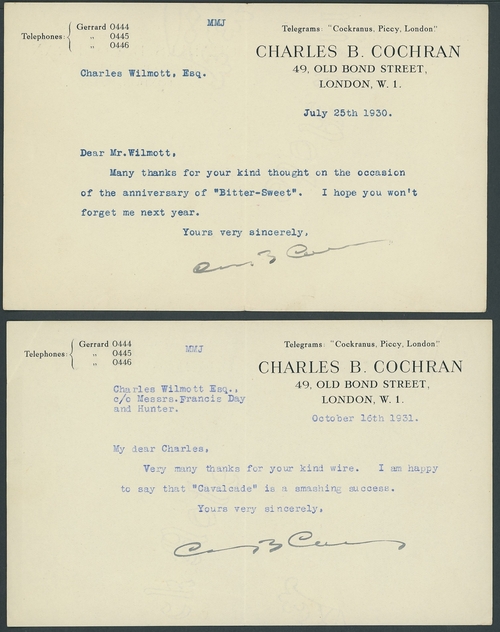 Telephones: Gerrard 0444
„ 0445
„ 0446
MMJ
Telegrams: "Cockranus, Piccy, London."
CHARLES B. COCHRAN
49, OLD BOND STREET,
LONDON, W. 1.
Charles Wilmott, Esq.
July 25th 1930.
Dear Mr.Wilmott,
Many thanks for your kind thought on the occasion
of the anniversary of "Bitter-Sweet". I hope you won't
forget me next year.
Yours very sincerely,
Telephones: Gerrard 0444
„ 0445
„ 0446
MMJ
Telegrams: "Cockranus, Piccy, London."
CHARLES B. COCHRAN
49, OLD BOND STREET,
LONDON, W. 1.
Charles Wilmott Esq.,
c/o Messrs.Francis Day
and Hunter.
October 16th 1931.
My dear Charles,
Very many thanks for your kind wire. I am happy
to say that "Cavalcade" is a smashing success.
Yours very sincerely,